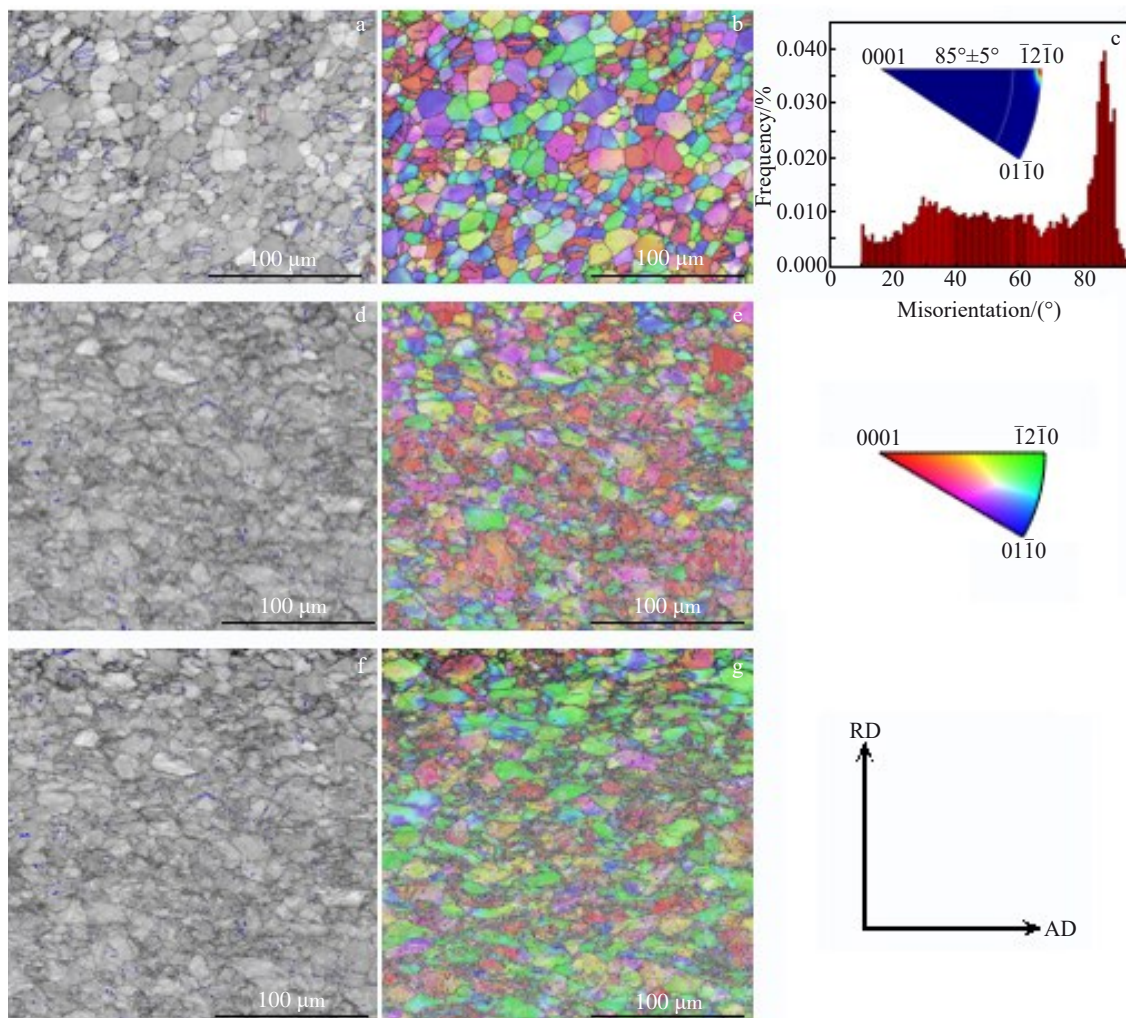 a
100 μm
b
100 μm
c
0.040
0.030
0.020
0.010
0.000
Frequency/%
0001 85°±5° 1̅21̅0
011̅0
0 20 40 60 80
Misorientation/(°)
d
100 μm
e
100 μm
0001 1̅21̅0
011̅0
f
100 μm
g
100 μm
RD
AD